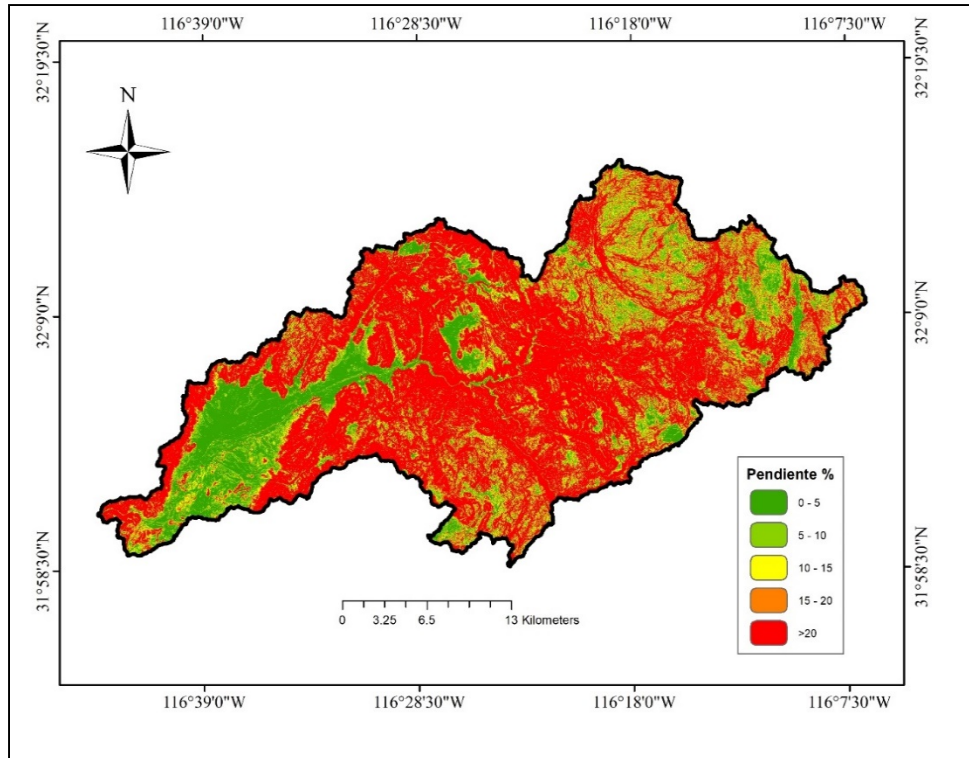 116°39'0"W 116°28'30"W 116°18'0"W 116°7'30"W
32°19'30"N 32°19'30"N
N
32°9'0"N 32°9'0"N
Pendiente %
0 - 5
5 - 10
10 - 15
15 - 20
>20
31°58'30"N 31°58'30"N
0 3.25 6.5 13 Kilometers
116°39'0"W 116°28'30"W 116°18'0"W 116°7'30"W